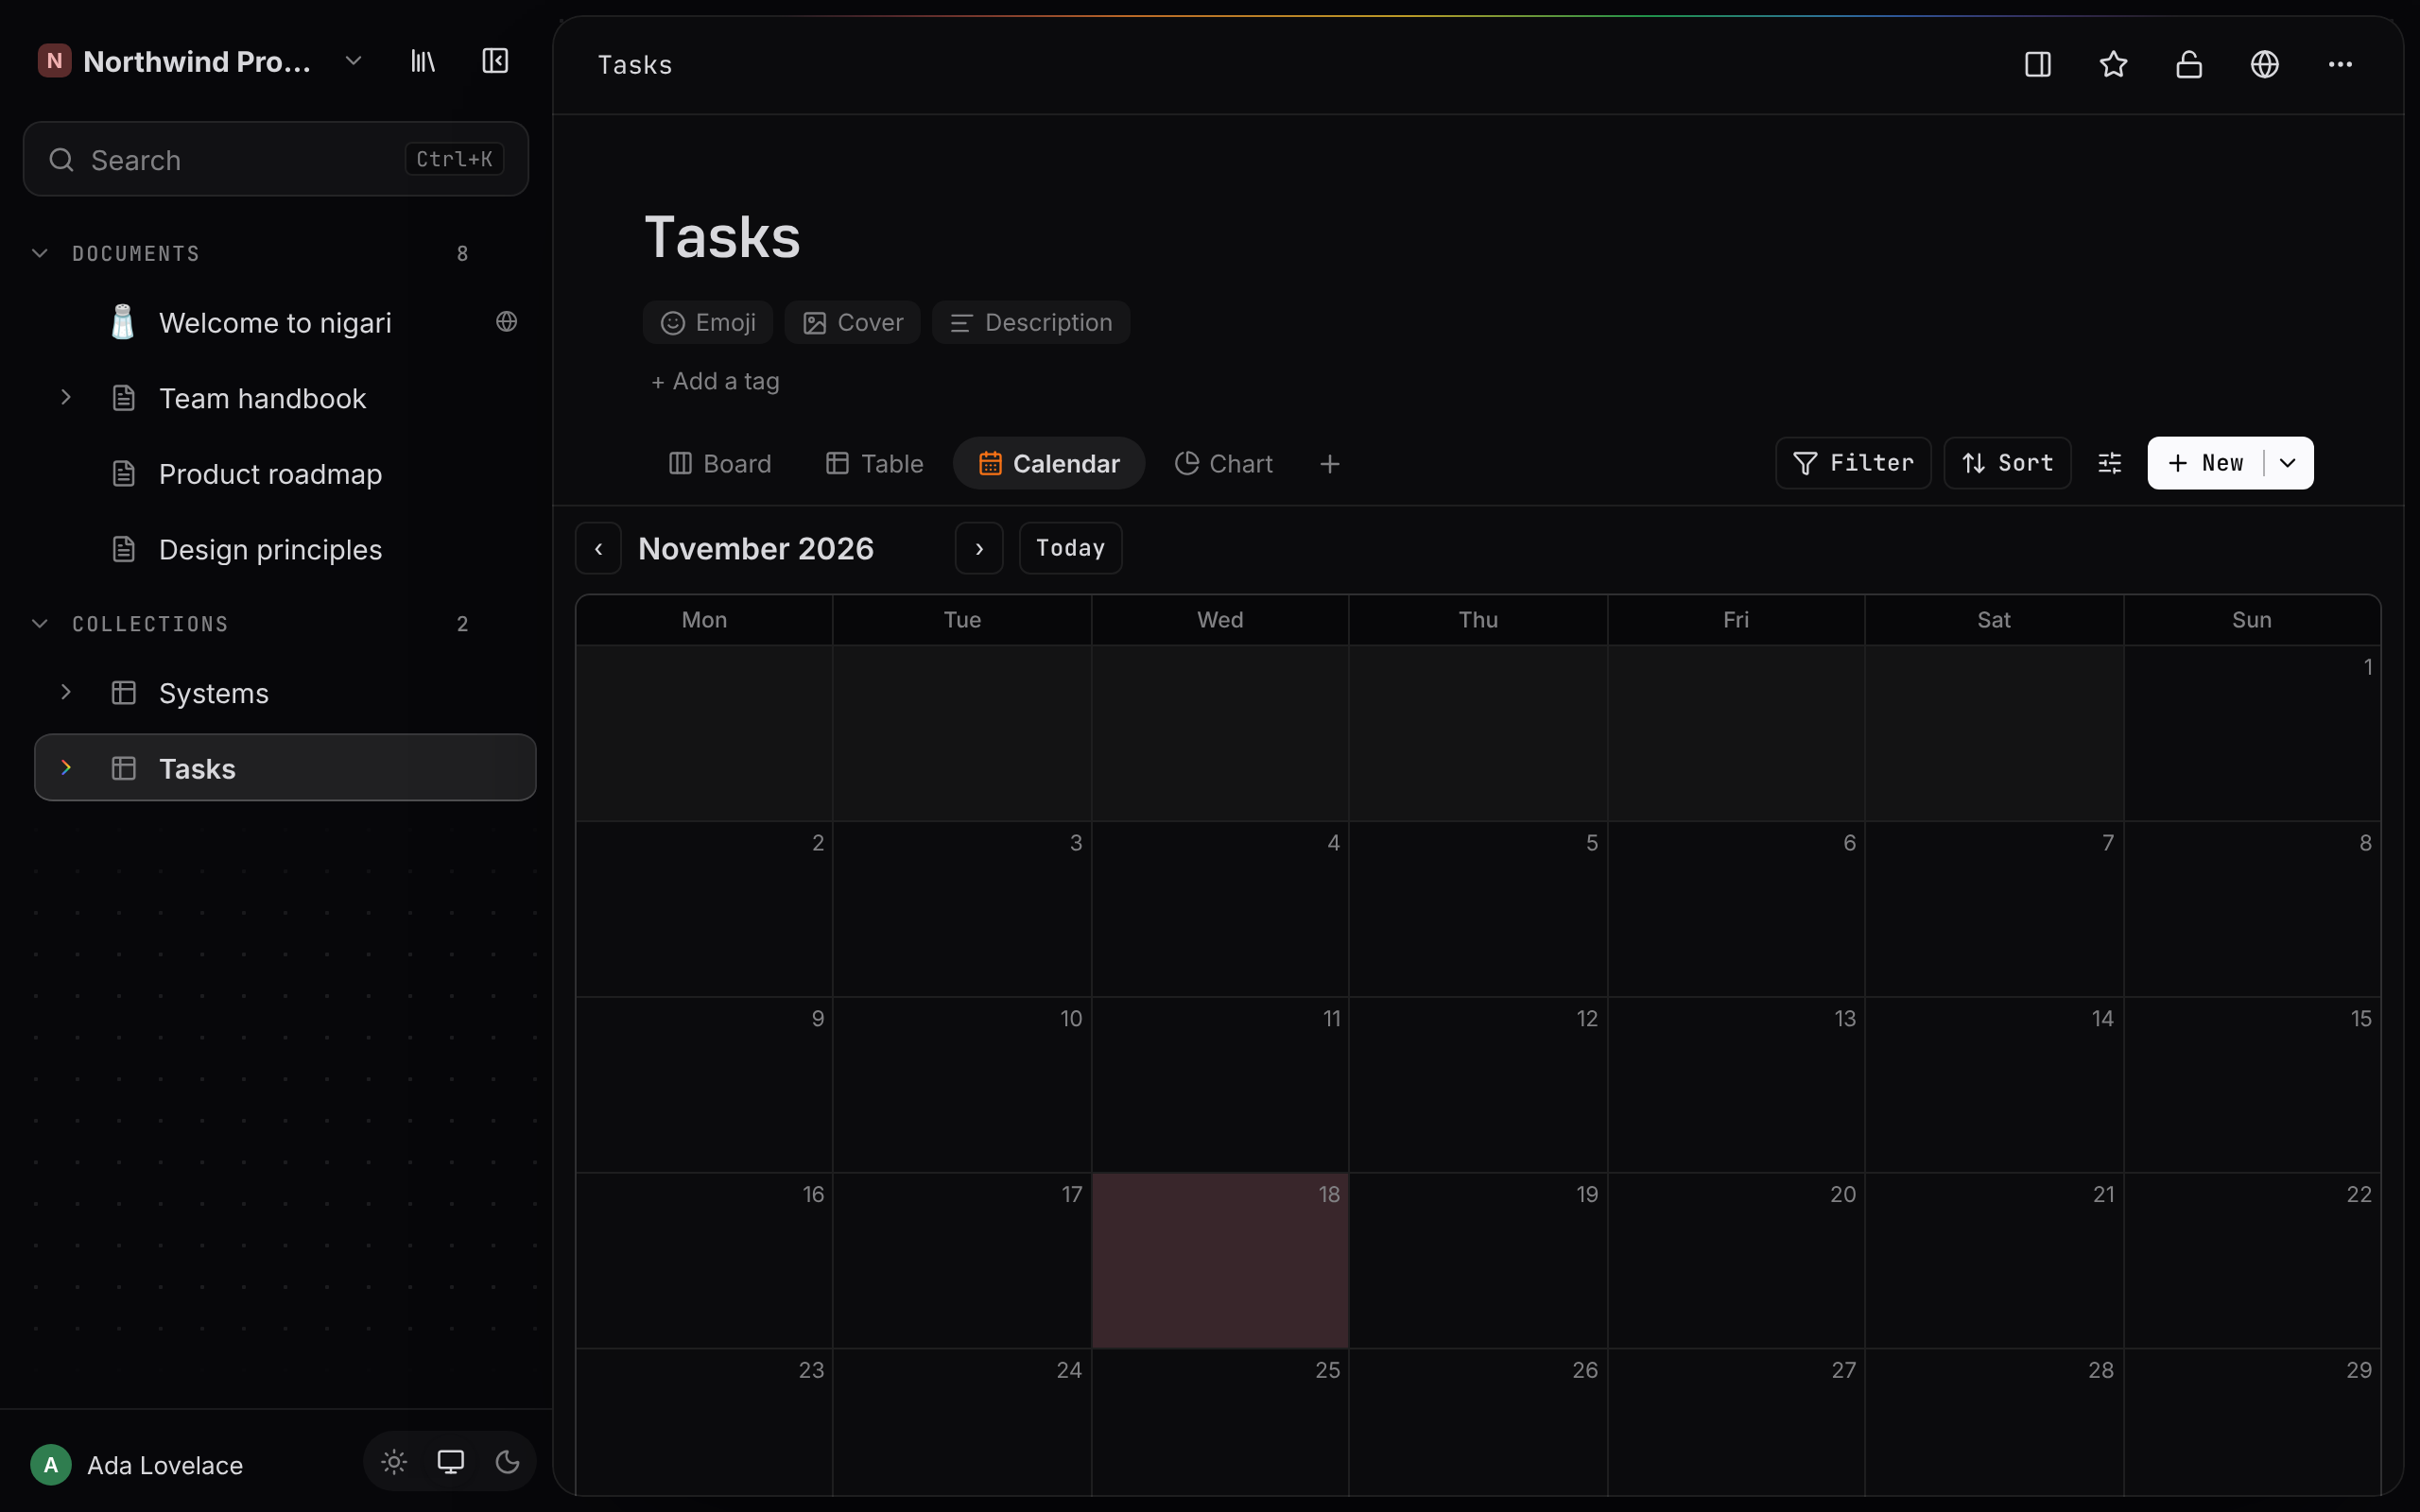 N Northwind Pro...
Search Ctrl+K
DOCUMENTS 8
Welcome to nigari
Team handbook
Product roadmap
Design principles
COLLECTIONS 2
Systems
Tasks
A Ada Lovelace
Tasks
Tasks
Emoji Cover Description
+ Add a tag
Board Table Calendar Chart +
Filter Sort + New
‹ November 2026 › Today
Mon Tue Wed Thu Fri Sat Sun
1
2 3 4 5 6 7 8
9 10 11 12 13 14 15
16 17 18 19 20 21 22
23 24 25 26 27 28 29